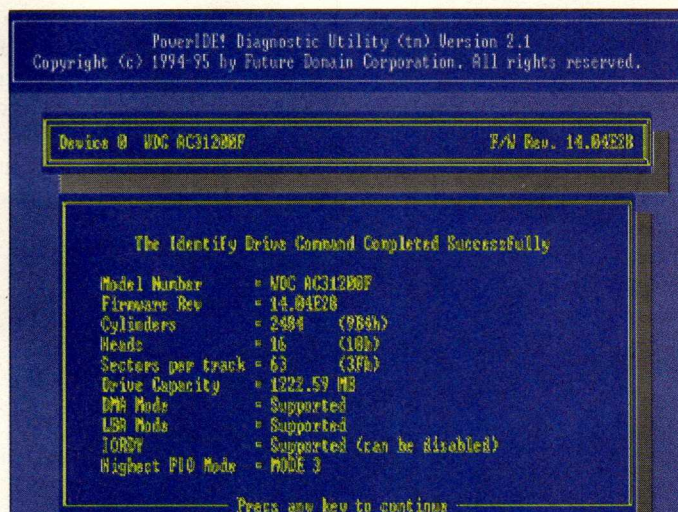 PowerIDE! Diagnostic Utility (tm) Version 2.1
Copyright (c) 1994-95 by Future Domain Corporation. All rights reserved.
Device 0 WDC AC31200F F/W Rev. 14.04E28
The Identify Drive Command Completed Successfully
Model Number = WDC AC31200F
Firmware Rev = 14.04E28
Cylinders = 2484 (9B4h)
Heads = 16 (10h)
Sectors per track = 63 (3Fh)
Drive Capacity = 1222.59 MB
DMA Mode = Supported
LBA Mode = Supported
IORDY = Supported (can be disabled)
Highest PIO Mode = MODE 3
Press any key to continue